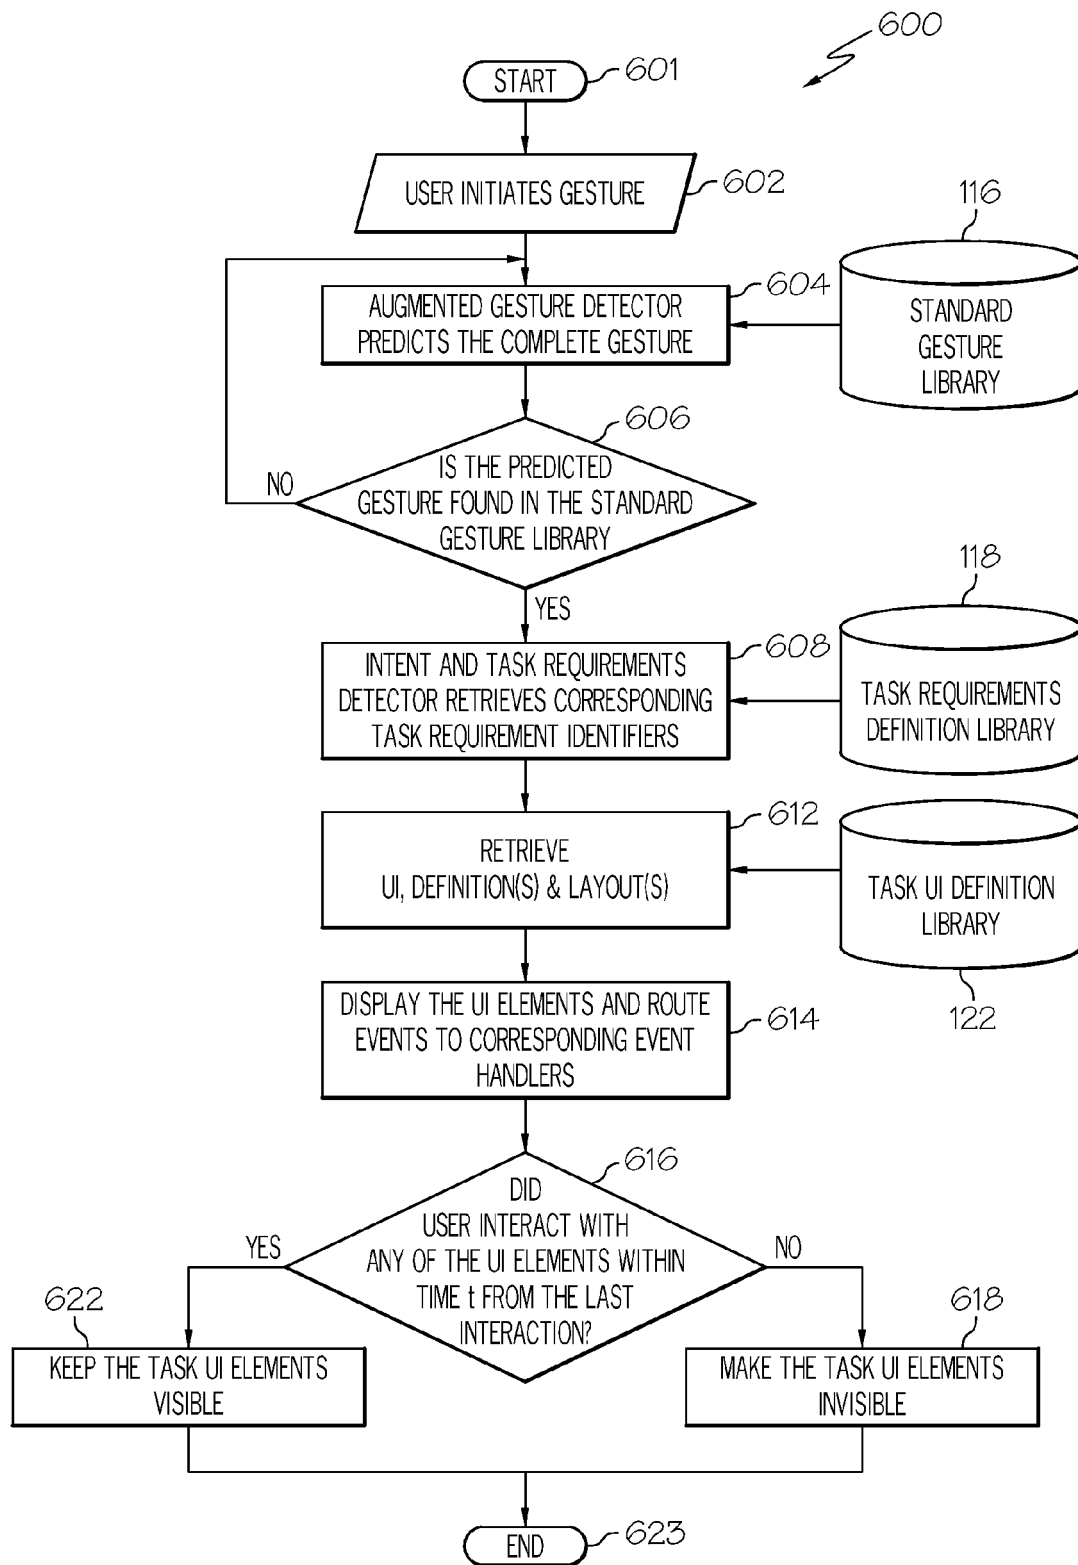 600
START
601
USER INITIATES GESTURE
602
116
AUGMENTED GESTURE DETECTOR
PREDICTS THE COMPLETE GESTURE
604
STANDARD
GESTURE
LIBRARY
606
IS THE PREDICTED
GESTURE FOUND IN THE STANDARD
GESTURE LIBRARY
NO
YES
118
INTENT AND TASK REQUIREMENTS
DETECTOR RETRIEVES CORRESPONDING
TASK REQUIREMENT IDENTIFIERS
608
TASK REQUIREMENTS
DEFINITION LIBRARY
RETRIEVE
UI, DEFINITION(S) & LAYOUT(S)
612
TASK UI DEFINITION
LIBRARY
122
DISPLAY THE UI ELEMENTS AND ROUTE
EVENTS TO CORRESPONDING EVENT
HANDLERS
614
616
DID
USER INTERACT WITH
ANY OF THE UI ELEMENTS WITHIN
TIME t FROM THE LAST
INTERACTION?
YES
NO
622
KEEP THE TASK UI ELEMENTS
VISIBLE
618
MAKE THE TASK UI ELEMENTS
INVISIBLE
END
623